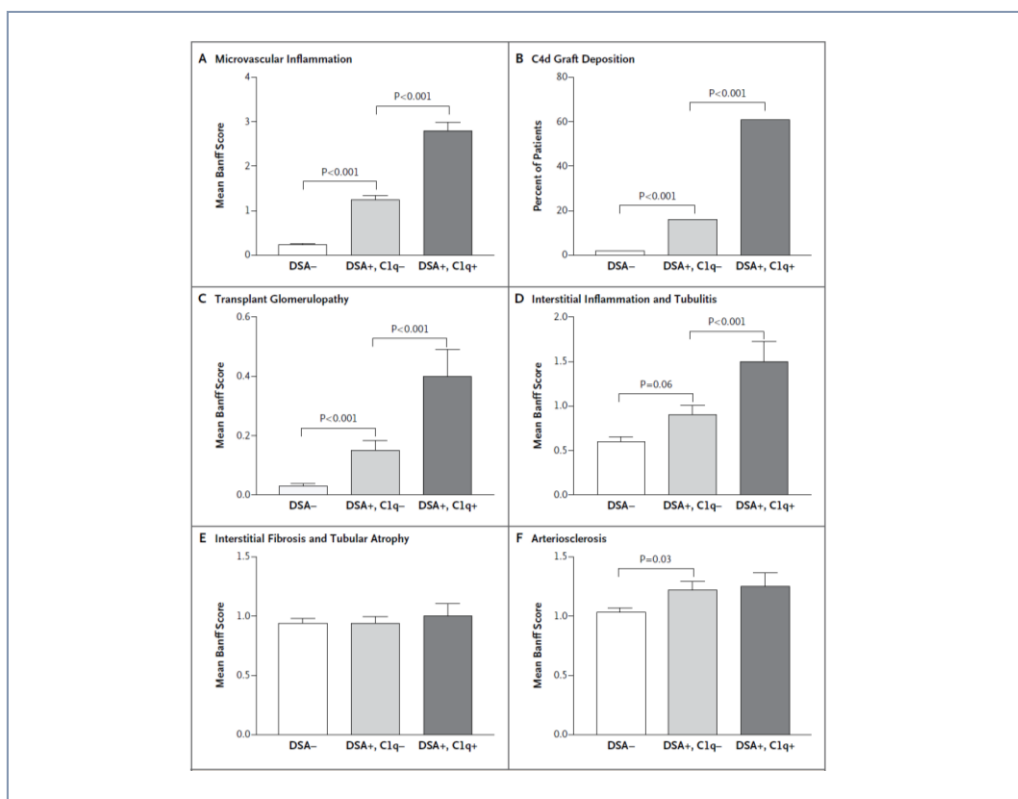 A Microvascular Inflammation
4
3
2
1
0
Mean Banff Score
P<0.001
P<0.001
DSA– DSA+, C1q– DSA+, C1q+
B C4d Graft Deposition
80
60
40
20
0
Percent of Patients
P<0.001
P<0.001
DSA– DSA+, C1q– DSA+, C1q+
C Transplant Glomerulopathy
0.6
0.4
0.2
0.0
Mean Banff Score
P<0.001
P<0.001
DSA– DSA+, C1q– DSA+, C1q+
D Interstitial Inflammation and Tubulitis
2.0
1.5
1.0
0.5
0.0
Mean Banff Score
P<0.001
P=0.06
DSA– DSA+, C1q– DSA+, C1q+
E Interstitial Fibrosis and Tubular Atrophy
1.5
1.0
0.5
0.0
Mean Banff Score
DSA– DSA+, C1q– DSA+, C1q+
F Arteriosclerosis
1.5
1.0
0.5
0.0
Mean Banff Score
P=0.03
DSA– DSA+, C1q– DSA+, C1q+